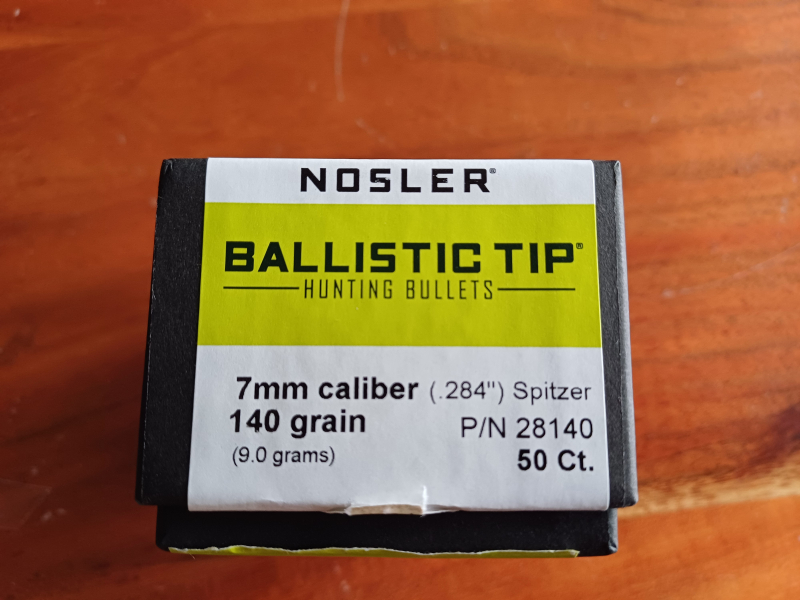 NOSLER®
BALLISTIC TIP®
HUNTING BULLETS
7mm caliber (.284") Spitzer
140 grain P/N 28140
(9.0 grams) 50 Ct.